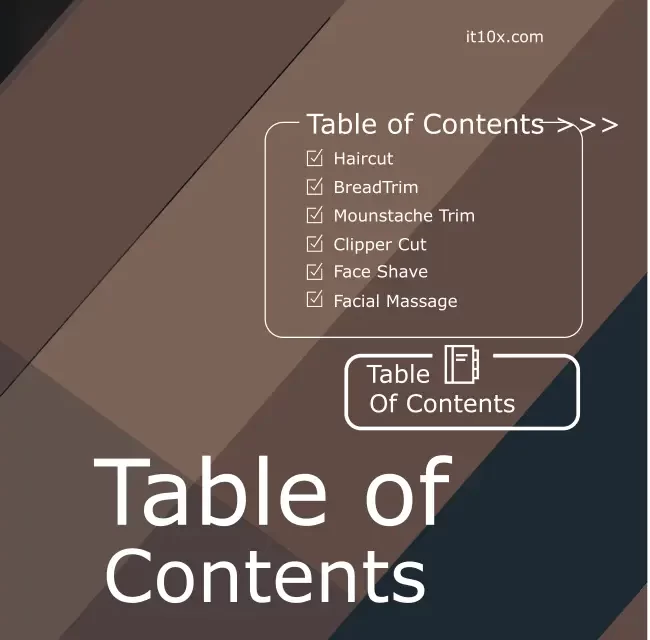 it10x.com
Table of Contents >>>
Haircut
BreadTrim
Mounstache Trim
Clipper Cut
Face Shave
Facial Massage
Table
Of Contents
Table of
Contents